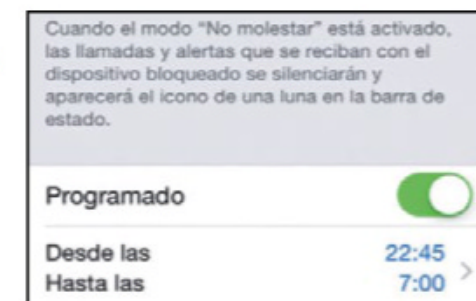 Cuando el modo “No molestar” está activado,
las llamadas y alertas que se reciban con el
dispositivo bloqueado se silenciarán y
aparecerá el icono de una luna en la barra de
estado.
Programado
Desde las 22:45
Hasta las 7:00